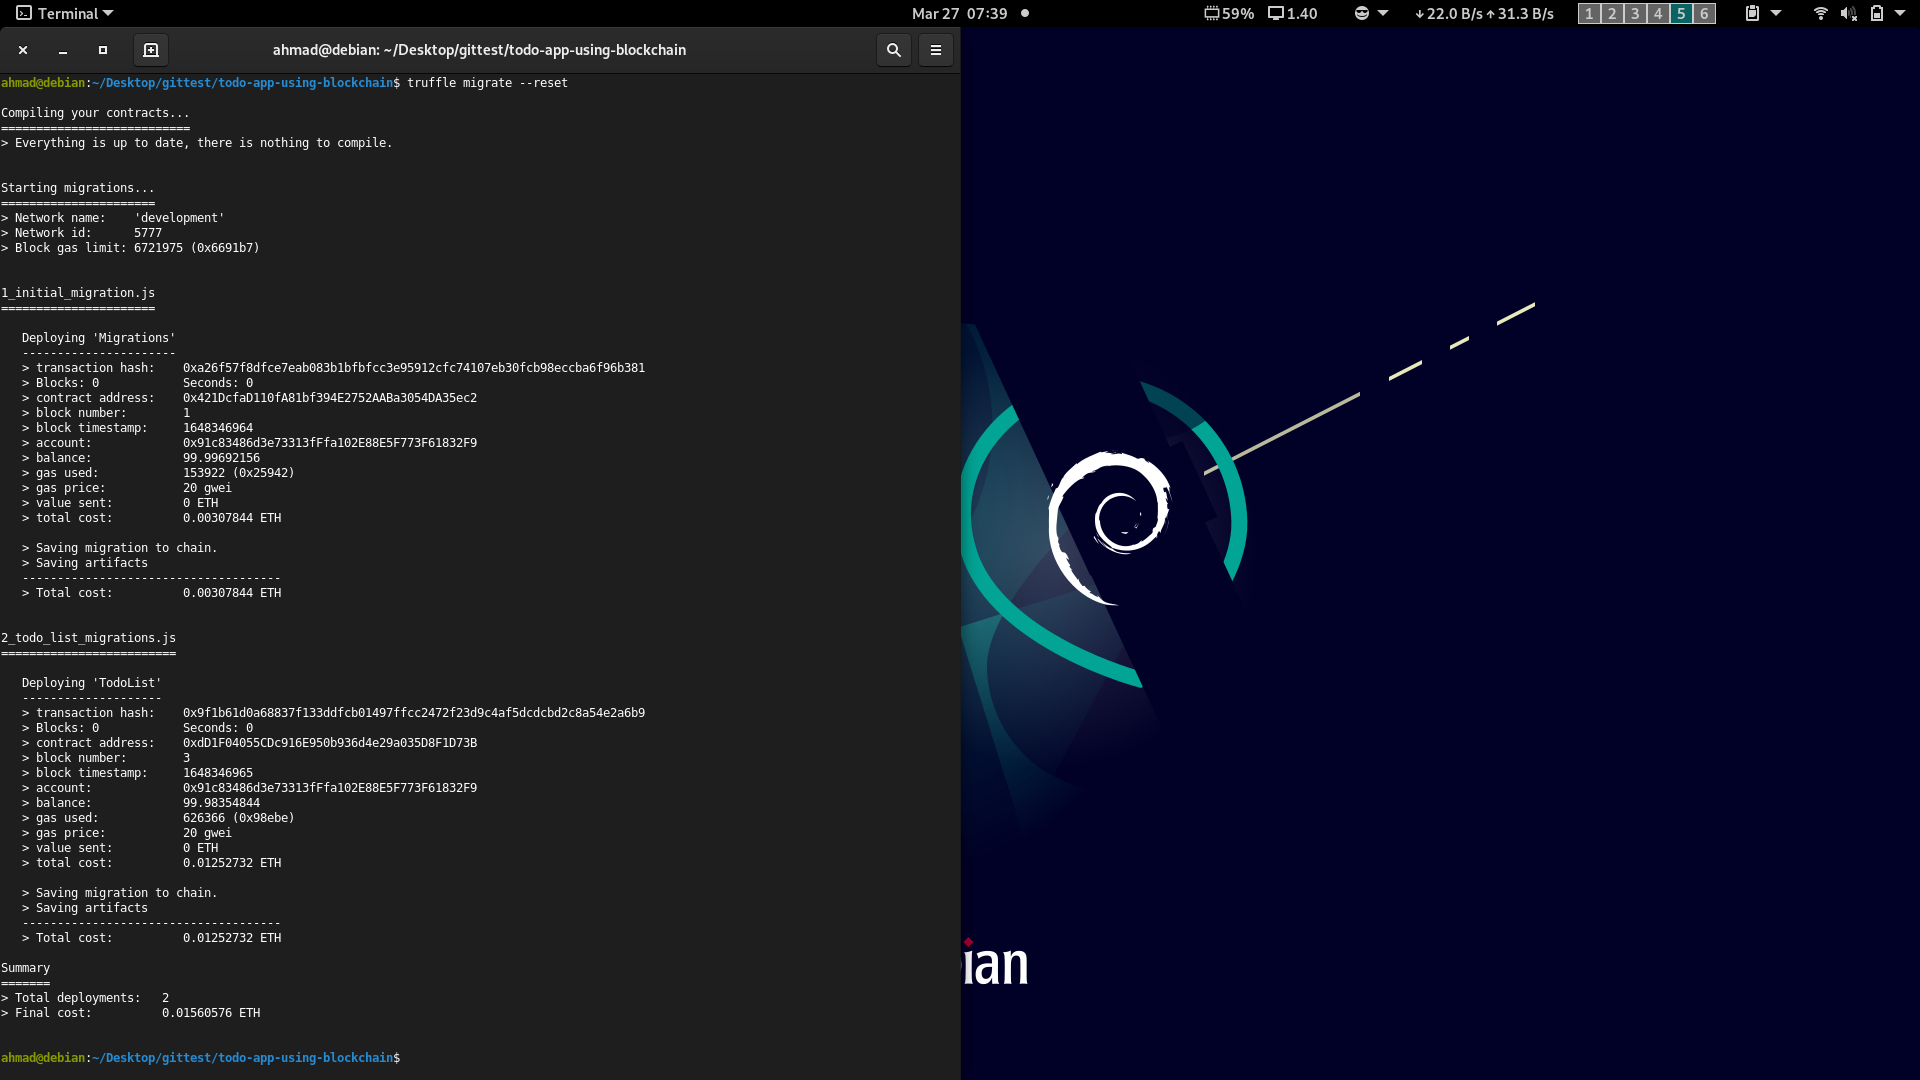 Terminal
Mar 27 07:39
59%
1.40
↓22.0 B/s ↑31.3 B/s
1 2 3 4 5 6
ahmad@debian: ~/Desktop/gittest/todo-app-using-blockchain
ahmad@debian:~/Desktop/gittest/todo-app-using-blockchain$ truffle migrate --reset
Compiling your contracts...
===========================
> Everything is up to date, there is nothing to compile.
Starting migrations...
======================
> Network name:    'development'
> Network id:      5777
> Block gas limit: 6721975 (0x6691b7)
1_initial_migration.js
======================
   Deploying 'Migrations'
   ----------------------
   > transaction hash:    0xa26f57f8dfce7eab083b1bfbfcc3e95912cfc74107eb30fcb98eccba6f96b381
   > Blocks: 0            Seconds: 0
   > contract address:    0x421DcfaD110fA81bf394E2752AABa3054DA35ec2
   > block number:        1
   > block timestamp:     1648346964
   > account:             0x91c83486d3e73313fFfa102E88E5F773F61832F9
   > balance:             99.99692156
   > gas used:            153922 (0x25942)
   > gas price:           20 gwei
   > value sent:          0 ETH
   > total cost:          0.00307844 ETH
   > Saving migration to chain.
   > Saving artifacts
   -------------------------------------
   > Total cost:          0.00307844 ETH
2_todo_list_migrations.js
=========================
   Deploying 'TodoList'
   --------------------
   > transaction hash:    0x9f1b61d0a68837f133ddfcb01497ffcc2472f23d9c4af5dcdcbd2c8a54e2a6b9
   > Blocks: 0            Seconds: 0
   > contract address:    0xdD1F04055CDc916E950b936d4e29a035D8F1D73B
   > block number:        3
   > block timestamp:     1648346965
   > account:             0x91c83486d3e73313fFfa102E88E5F773F61832F9
   > balance:             99.98354844
   > gas used:            626366 (0x98ebe)
   > gas price:           20 gwei
   > value sent:          0 ETH
   > total cost:          0.01252732 ETH
   > Saving migration to chain.
   > Saving artifacts
   -------------------------------------
   > Total cost:          0.01252732 ETH
Summary
=======
> Total deployments:   2
> Final cost:          0.01560576 ETH
ahmad@debian:~/Desktop/gittest/todo-app-using-blockchain$
ian